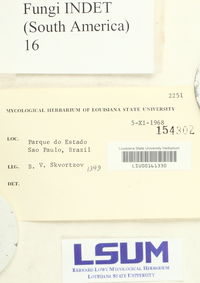 Fungi INDET
(South America)
16
2251
MYCOLOGICAL HERBARIUM OF LOUISIANA STATE UNIVERSITY
5-XI-1968
154302
LOC. Parque do Estado
Sao Paulo, Brazil
Louisiana State University Herbarium
LSU00141330
LEG. B. V. Skvortzov
DET.
LSUM
BERNARD LOWY MYCOLOGICAL HERBARIUM
LOUISIANA STATE UNIVERSITY